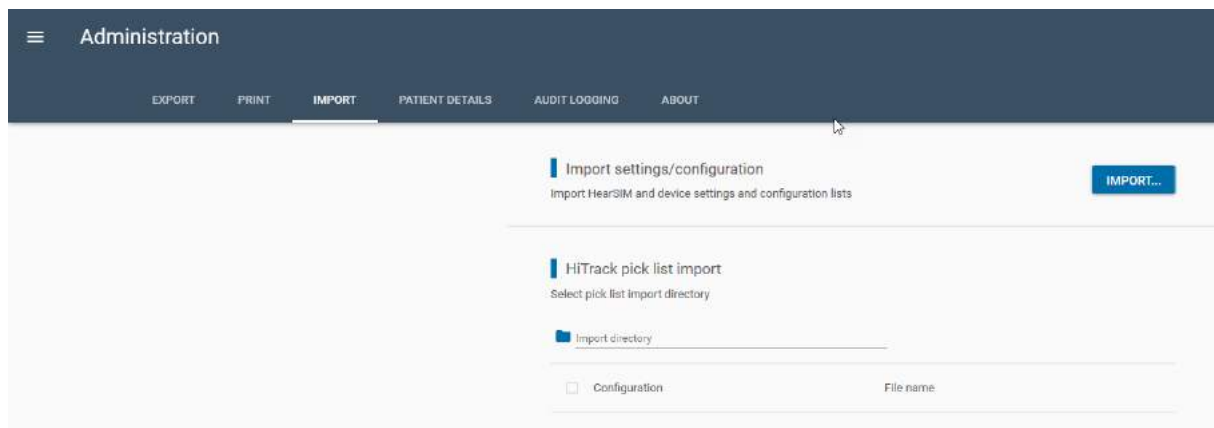 Administration
EXPORT PRINT IMPORT PATIENT DETAILS AUDIT LOGGING ABOUT
Import settings/configuration
Import HearSIM and device settings and configuration lists
IMPORT...
HiTrack pick list import
Select pick list import directory
Import directory
Configuration File name